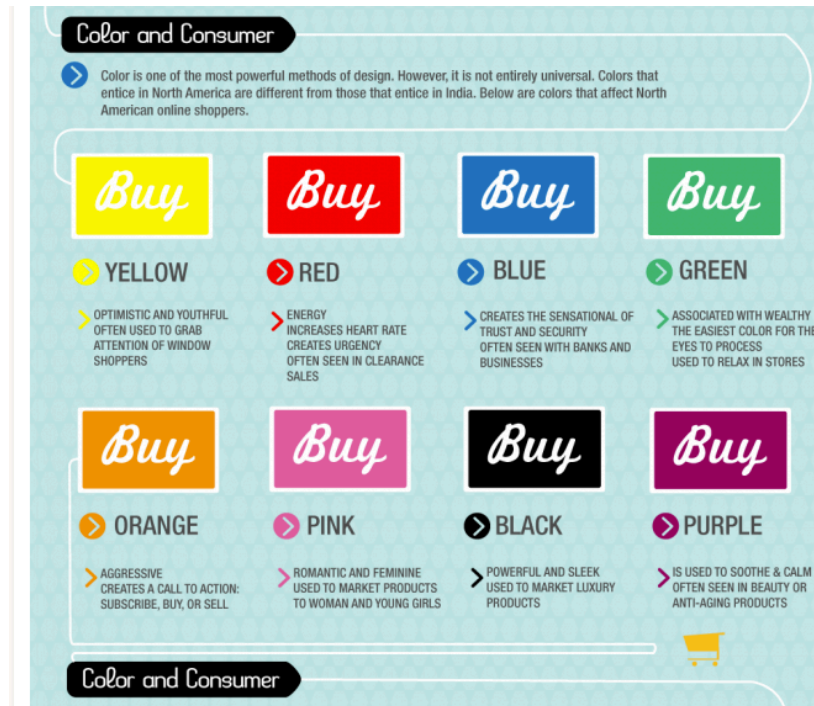 Color and Consumer
Color is one of the most powerful methods of design. However, it is not entirely universal. Colors that
entice in North America are different from those that entice in India. Below are colors that affect North
American online shoppers.
Buy
Buy
Buy
Buy
YELLOW
RED
BLUE
GREEN
OPTIMISTIC AND YOUTHFUL
OFTEN USED TO GRAB
ATTENTION OF WINDOW
SHOPPERS
ENERGY
INCREASES HEART RATE
CREATES URGENCY
OFTEN SEEN IN CLEARANCE
SALES
CREATES THE SENSATIONAL OF
TRUST AND SECURITY
OFTEN SEEN WITH BANKS AND
BUSINESSES
ASSOCIATED WITH WEALTHY
THE EASIEST COLOR FOR THE
EYES TO PROCESS
USED TO RELAX IN STORES
Buy
Buy
Buy
Buy
ORANGE
PINK
BLACK
PURPLE
AGGRESSIVE
CREATES A CALL TO ACTION:
SUBSCRIBE, BUY, OR SELL
ROMANTIC AND FEMININE
USED TO MARKET PRODUCTS
TO WOMAN AND YOUNG GIRLS
POWERFUL AND SLEEK
USED TO MARKET LUXURY
PRODUCTS
IS USED TO SOOTHE & CALM
OFTEN SEEN IN BEAUTY OR
ANTI-AGING PRODUCTS
Color and Consumer